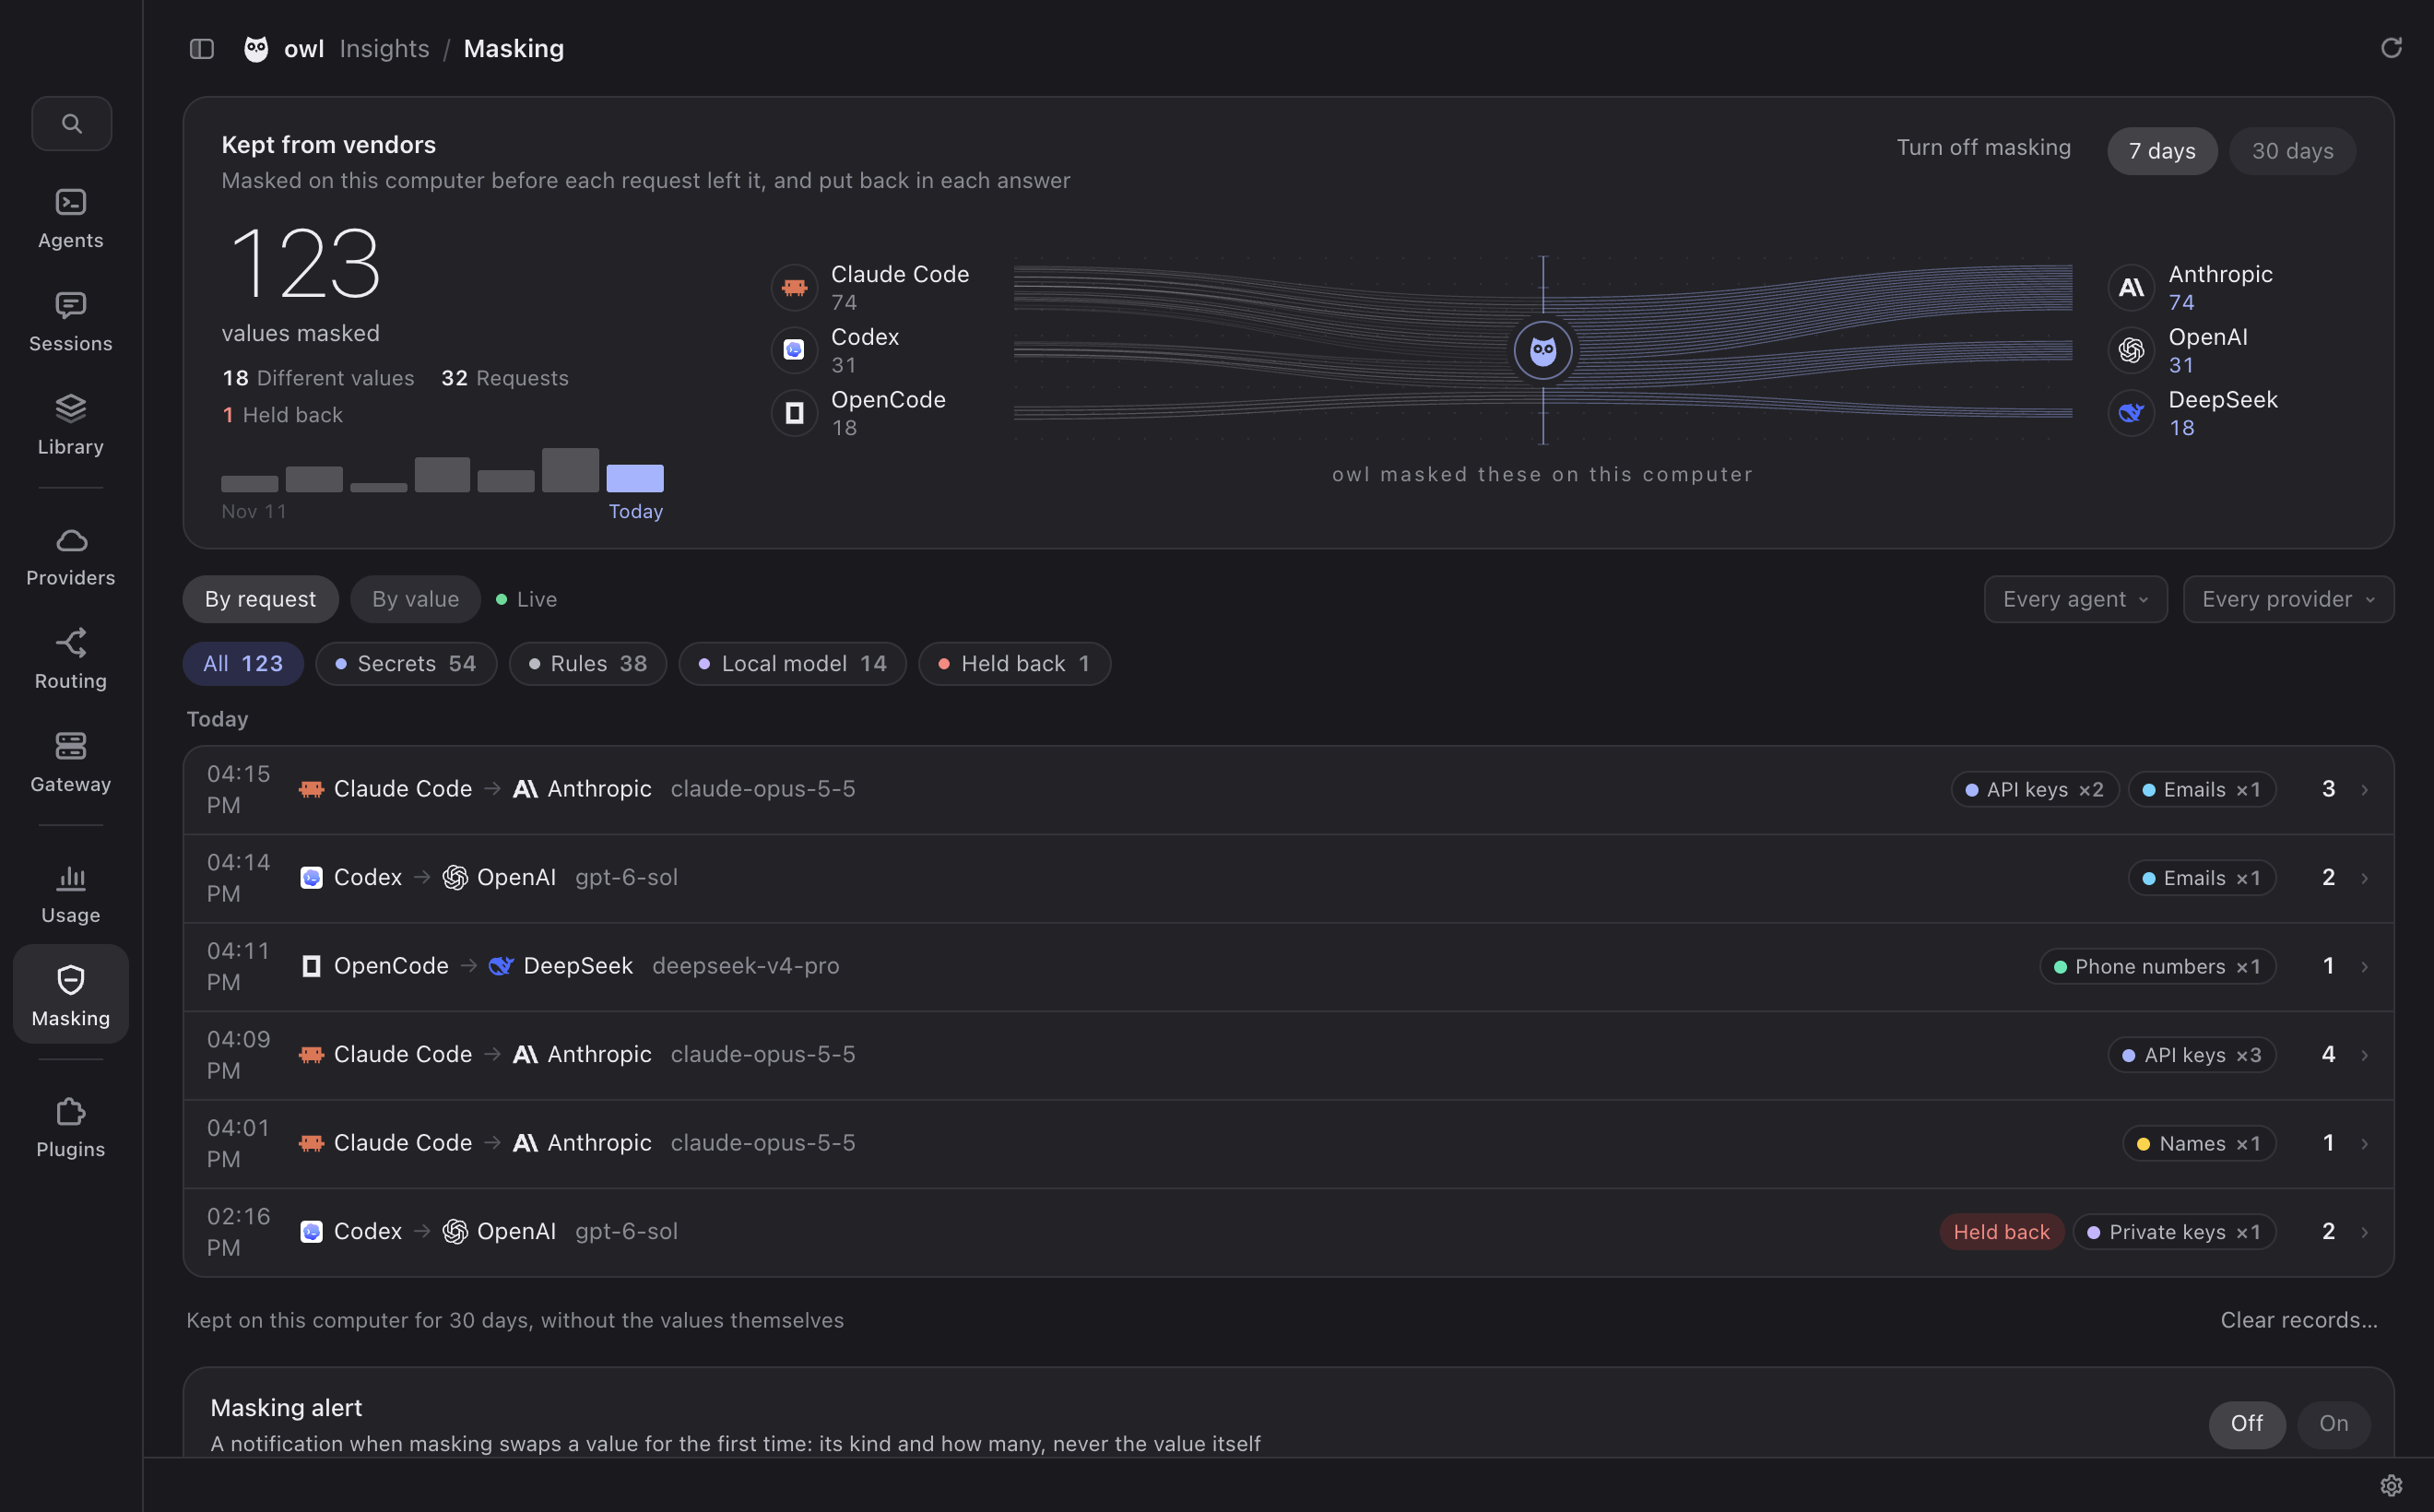 owl Insights / Masking
Kept from vendors
Turn off masking
7 days
30 days
Masked on this computer before each request left it, and put back in each answer
123
values masked
18 Different values 32 Requests
1 Held back
Nov 11
Today
Claude Code
74
Codex
31
OpenCode
18
Anthropic
74
OpenAI
31
DeepSeek
18
owl masked these on this computer
Agents
Sessions
Library
Providers
Routing
Gateway
Usage
Masking
Plugins
By request
By value
Live
Every agent
Every provider
All 123
Secrets 54
Rules 38
Local model 14
Held back 1
Today
04:15 PM Claude Code → Anthropic claude-opus-5-5 API keys ×2 Emails ×1 3
04:14 PM Codex → OpenAI gpt-6-sol Emails ×1 2
04:11 PM OpenCode → DeepSeek deepseek-v4-pro Phone numbers ×1 1
04:09 PM Claude Code → Anthropic claude-opus-5-5 API keys ×3 4
04:01 PM Claude Code → Anthropic claude-opus-5-5 Names ×1 1
02:16 PM Codex → OpenAI gpt-6-sol Held back Private keys ×1 2
Kept on this computer for 30 days, without the values themselves
Clear records...
Masking alert
A notification when masking swaps a value for the first time: its kind and how many, never the value itself
Off
On